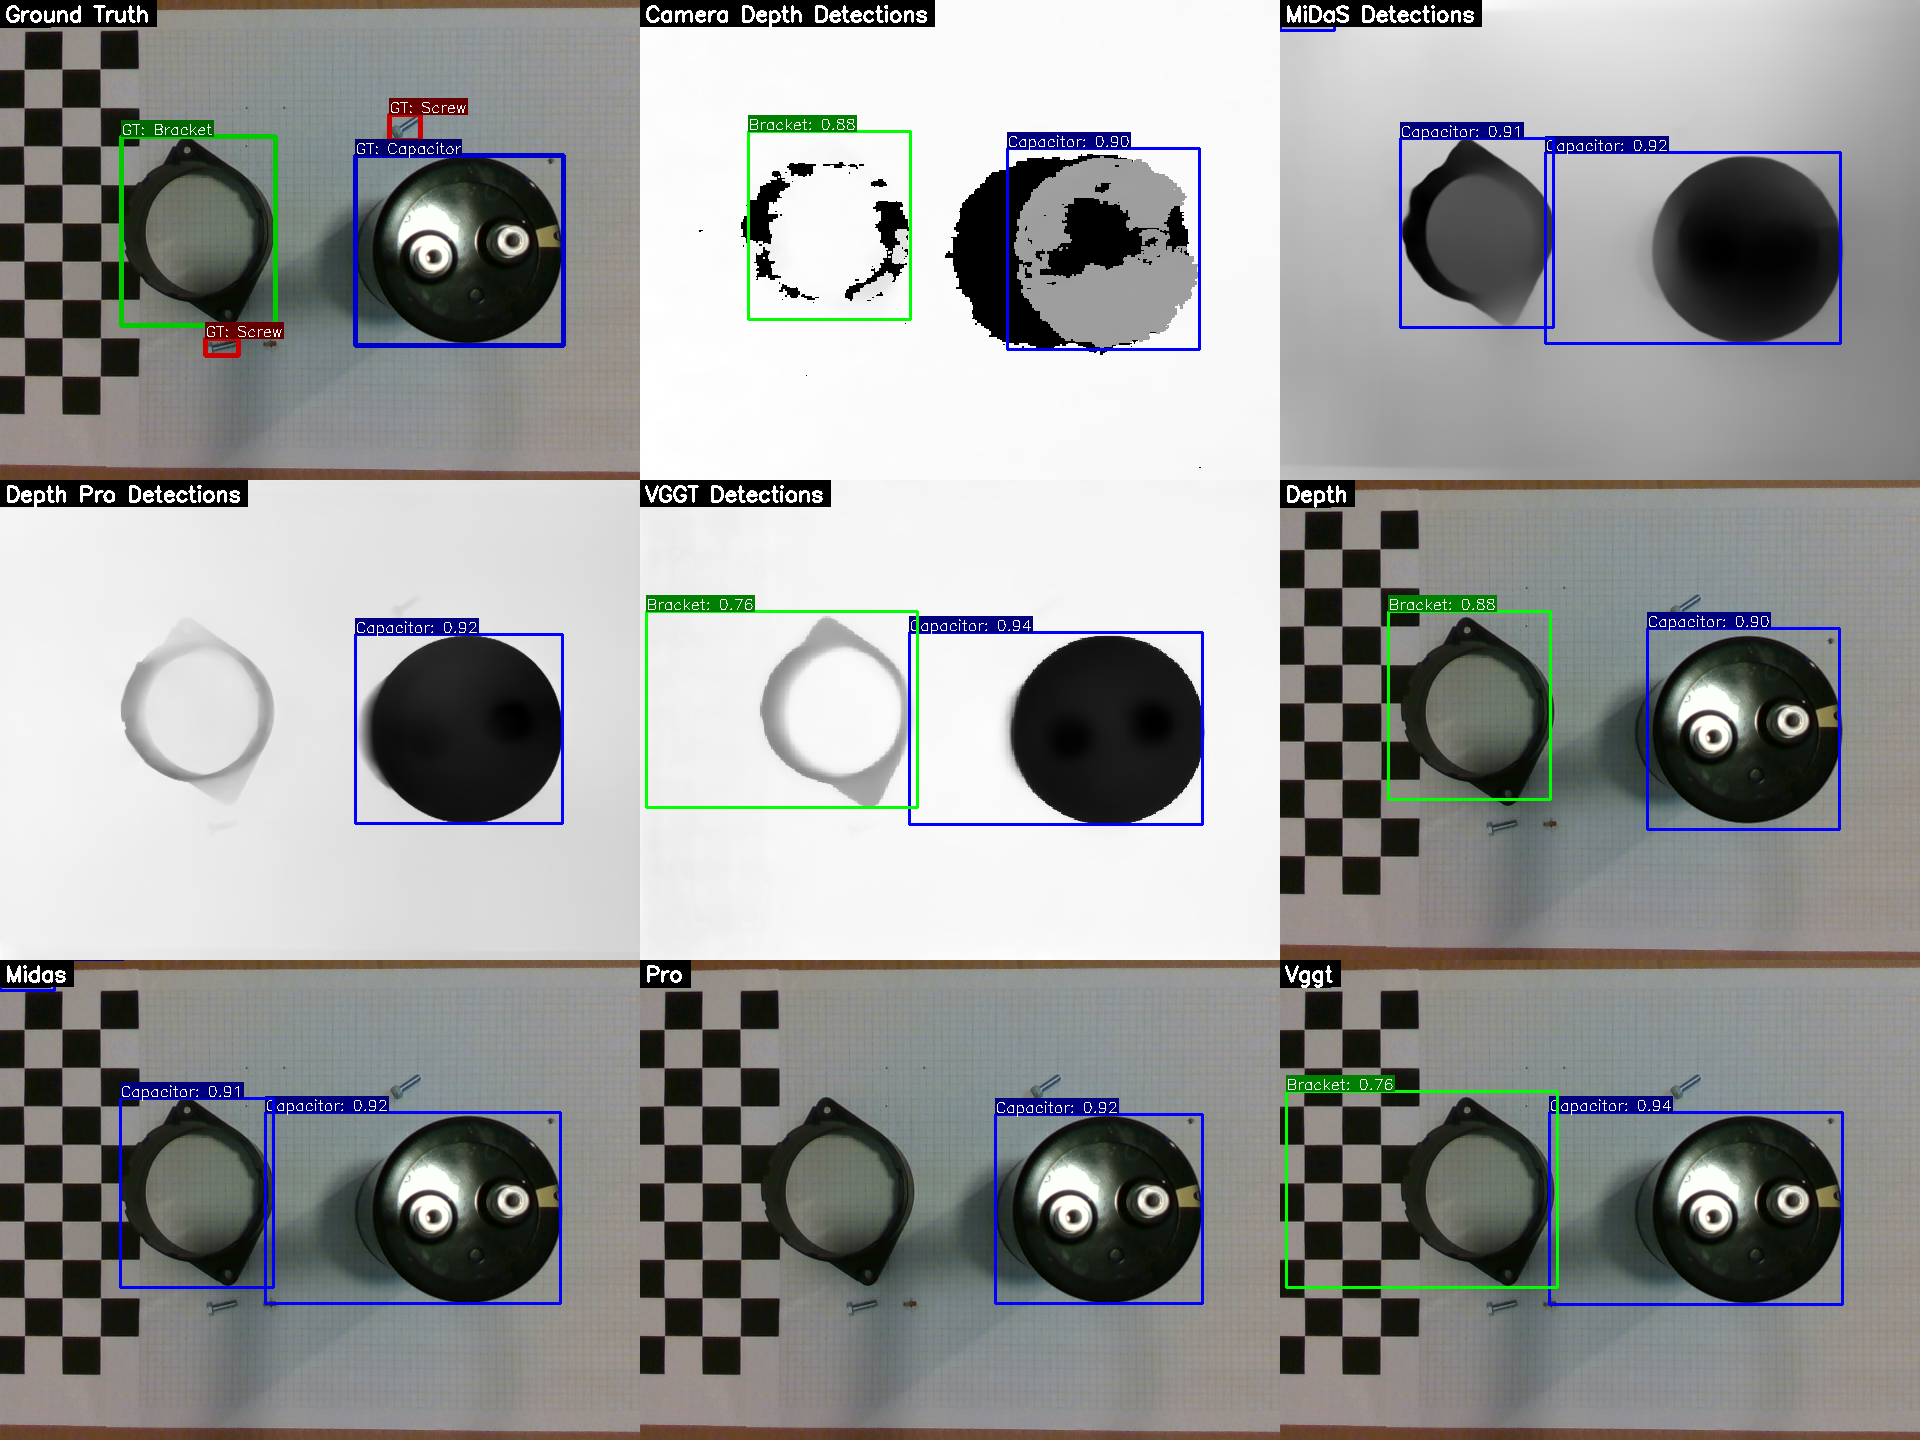 Ground Truth
GT: Screw
GT: Bracket
GT: Capacitor
GT: Screw
Camera Depth Detections
Bracket: 0.88
Capacitor: 0.90
MiDaS Detections
Capacitor: 0.91
Capacitor: 0.92
Depth Pro Detections
Capacitor: 0.92
VGGT Detections
Bracket: 0.76
Capacitor: 0.94
Depth
Bracket: 0.88
Capacitor: 0.90
Midas
Capacitor: 0.91
Capacitor: 0.92
Pro
Capacitor: 0.92
Vggt
Bracket: 0.76
Capacitor: 0.94